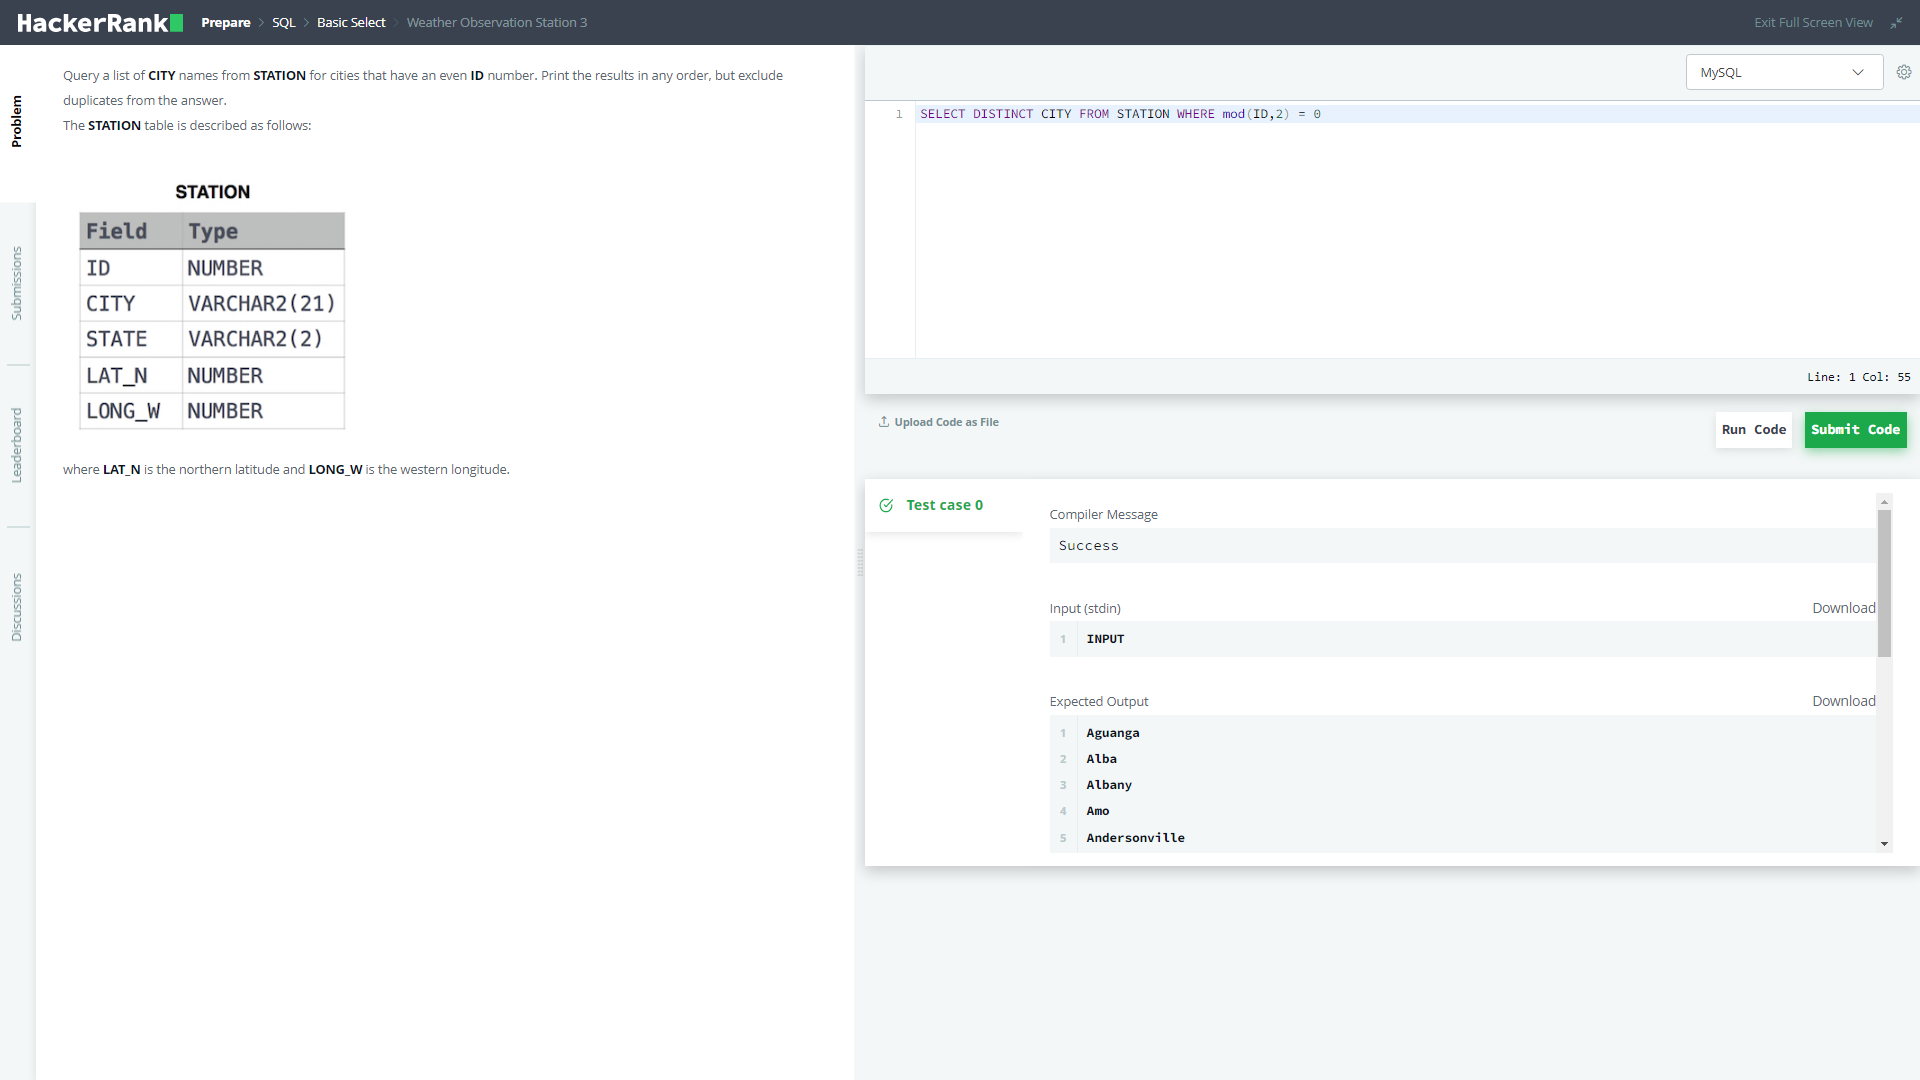 HackerRank
Prepare
SQL
Basic Select
Weather Observation Station 3
Exit Full Screen View
Problem
Submissions
Leaderboard
Discussions
Query a list of CITY names from STATION for cities that have an even ID number. Print the results in any order, but exclude
duplicates from the answer.
The STATION table is described as follows:
STATION
Field Type
ID NUMBER
CITY VARCHAR2(21)
STATE VARCHAR2(2)
LAT_N NUMBER
LONG_W NUMBER
where LAT_N is the northern latitude and LONG_W is the western longitude.
MySQL
1 SELECT DISTINCT CITY FROM STATION WHERE mod(ID,2) = 0
Line: 1 Col: 55
Upload Code as File
Run Code
Submit Code
Test case 0
Compiler Message
Success
Input (stdin)
Download
1 INPUT
Expected Output
Download
1 Aguanga
2 Alba
3 Albany
4 Amo
5 Andersonville